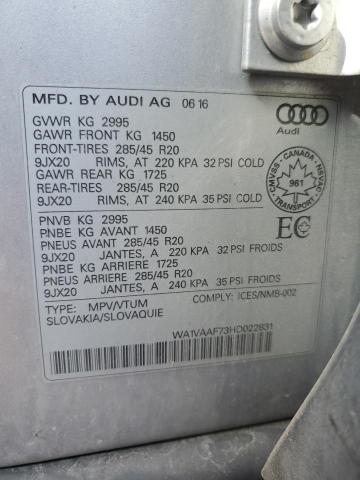 MFD. BY AUDI AG 06 16
GVWR KG 2995
GAWR FRONT KG 1450
FRONT-TIRES 285/45 R20
9JX20 RIMS, AT 220 KPA 32 PSI COLD
GAWR REAR KG 1725
REAR-TIRES 285/45 R20
9JX20 RIMS, AT 240 KPA 35 PSI COLD
Audi
CMVSS - CANADA - NSVAC
961
TRANSPORT
PNVB KG 2995
PNBE KG AVANT 1450
PNEUS AVANT 285/45 R20
9JX20 JANTES, A 220 KPA 32 PSI FROIDS
PNBE KG ARRIERE 1725
PNEUS ARRIERE 285/45 R20
9JX20 JANTES, A 240 KPA 35 PSI FROIDS
EC
TYPE: MPV/VTUM COMPLY: ICES/NMB-002
SLOVAKIA/SLOVAQUIE
WA1VAAF73HD022831